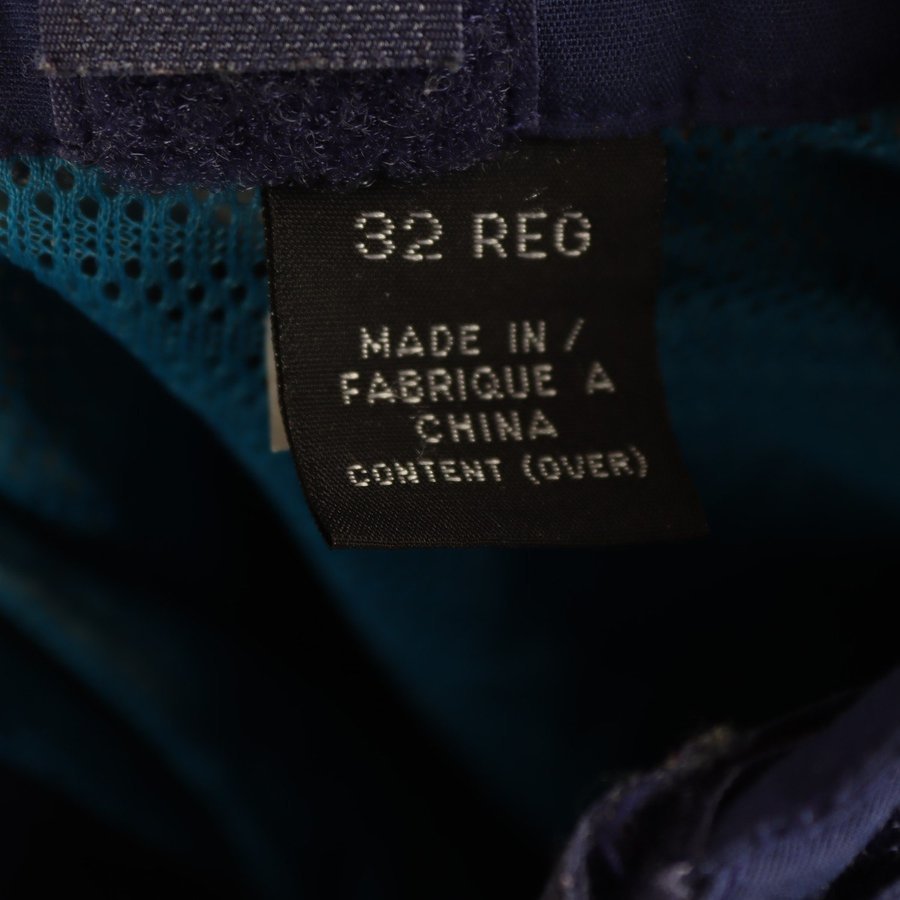 32 REG
MADE IN /
FABRIQUE A
CHINA
CONTENT (OVER)